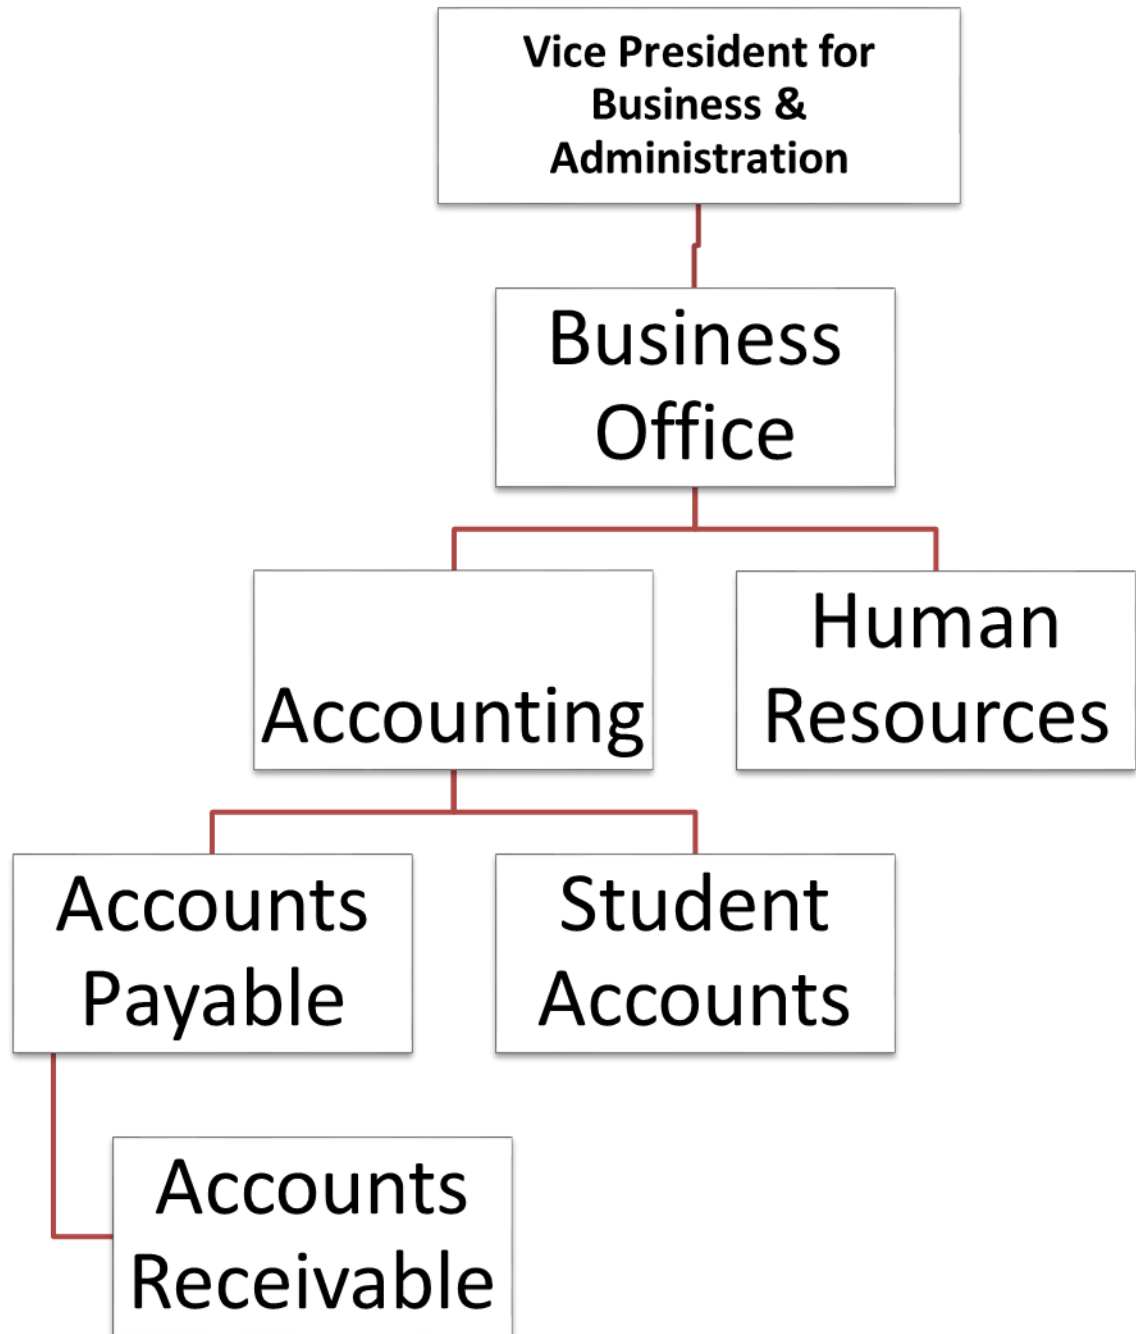 Vice President for
Business &
Administration
Business
Office
Accounting
Human
Resources
Accounts
Payable
Student
Accounts
Accounts
Receivable